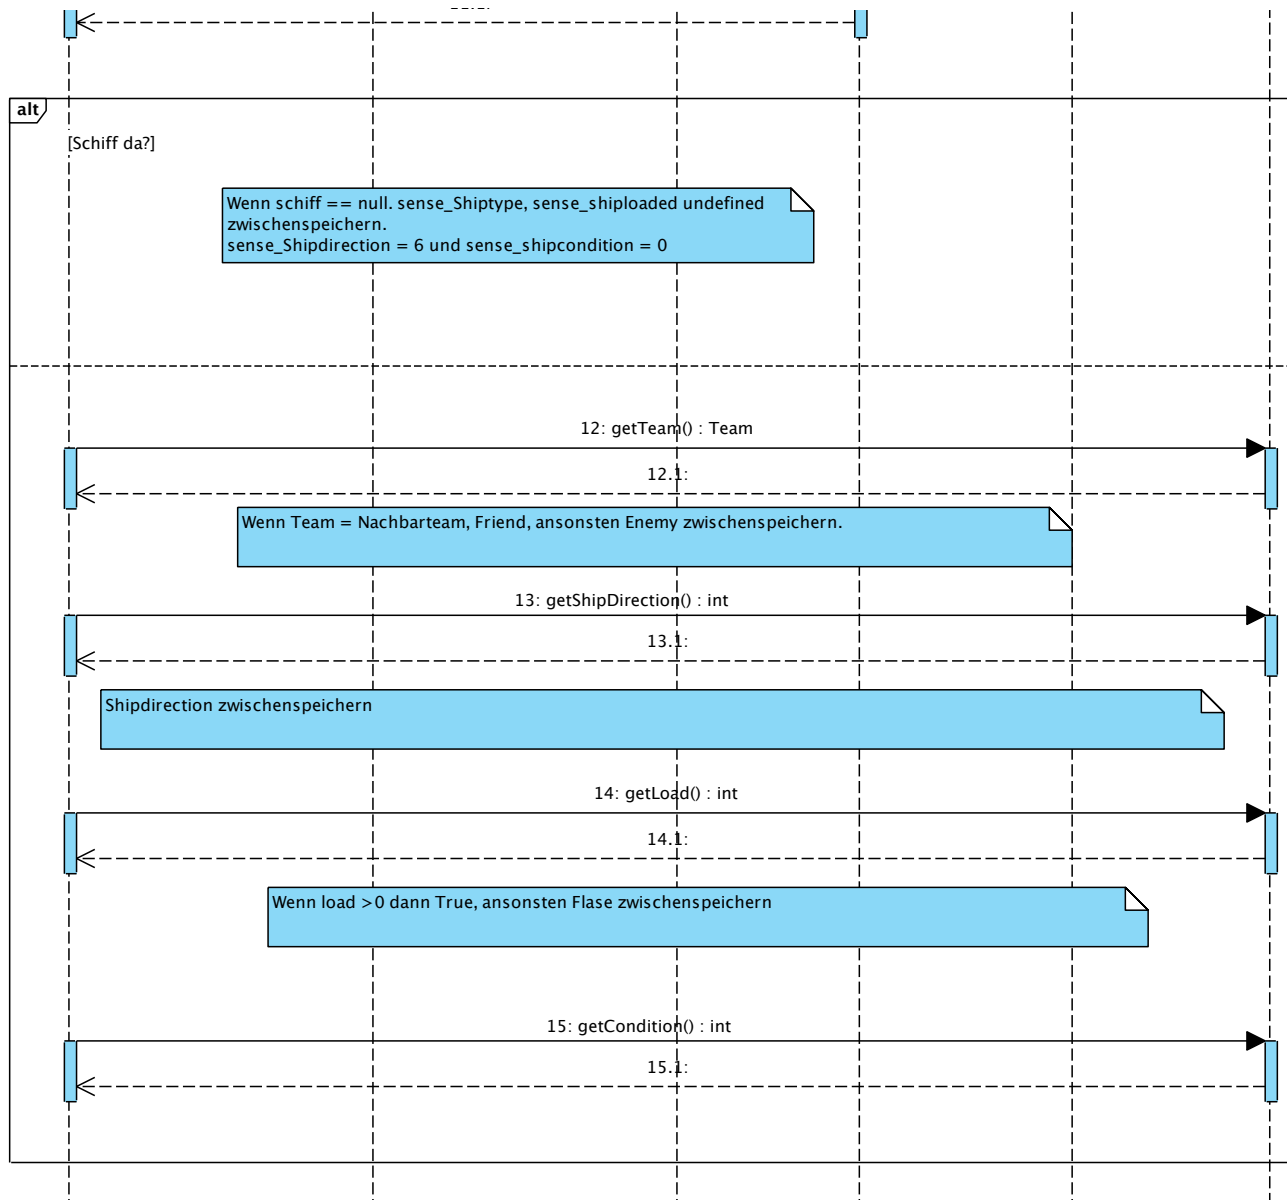 alt
[Schiff da?]
Wenn schiff == null. sense_Shiptype, sense_shiploaded undefined
zwischenspeichern.
sense_Shipdirection = 6 und sense_shipcondition = 0
12: getTeam() : Team
12.1:
Wenn Team = Nachbarteam, Friend, ansonsten Enemy zwischenspeichern.
13: getShipDirection() : int
13.1:
Shipdirection zwischenspeichern
14: getLoad() : int
14.1:
Wenn load >0 dann True, ansonsten Flase zwischenspeichern
15: getCondition() : int
15.1: